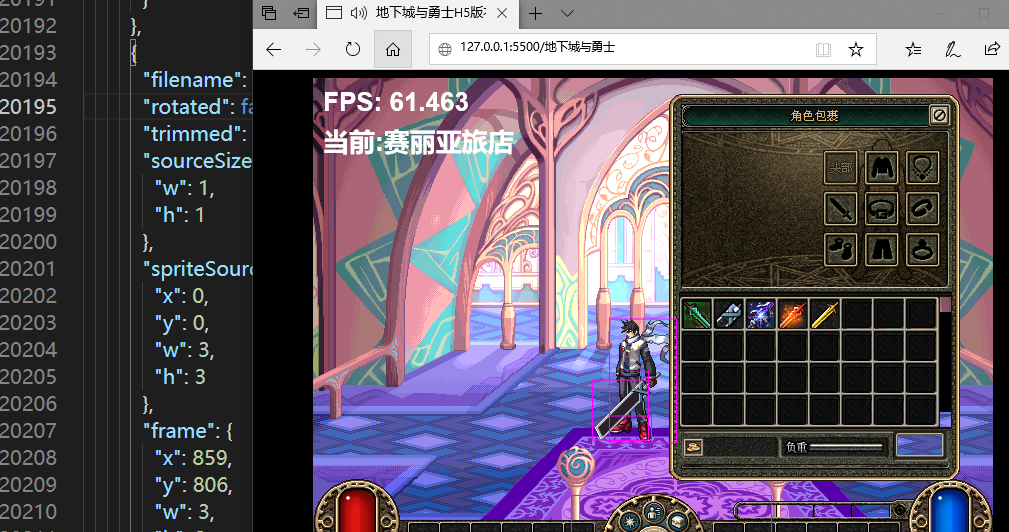 20191
}
20192
},
20193
{
20194
"filename":
20195
"rotated": fa
20196
"trimmed":
20197
"sourceSize
20198
"w": 1,
20199
"h": 1
20200
},
20201
"spriteSour
20202
"x": 0,
20203
"y": 0,
20204
"w": 3,
20205
"h": 3
20206
},
20207
"frame": {
20208
"x": 859,
20209
"y": 806,
20210
"w": 3,
地下城与勇士H5版
127.0.0.1:5500/地下城与勇士
FPS: 61.463
当前:赛丽亚旅店
角色包裹
头部
负重